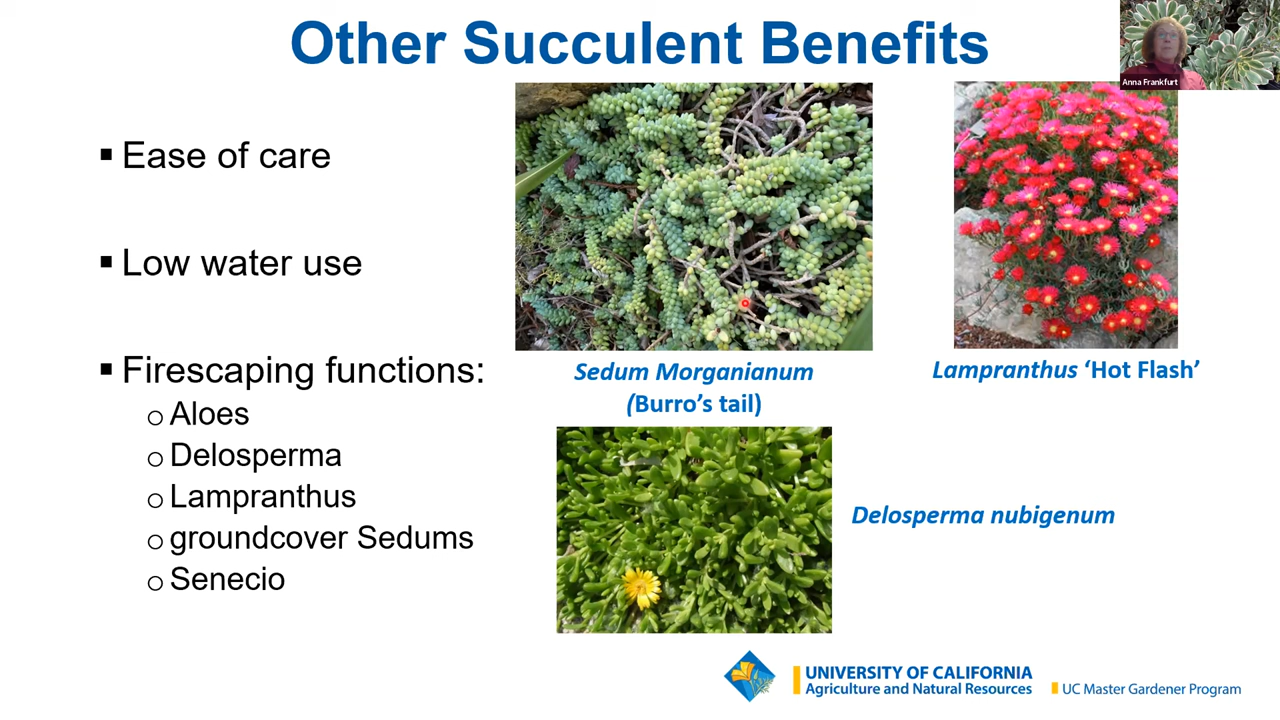 Other Succulent Benefits
Anna Frankfurt
▪ Ease of care
▪ Low water use
▪ Firescaping functions:
o Aloes
o Delosperma
o Lampranthus
o groundcover Sedums
o Senecio
Sedum Morganianum
(Burro’s tail)
Lampranthus ‘Hot Flash’
Delosperma nubigenum
UNIVERSITY OF CALIFORNIA
Agriculture and Natural Resources
UC Master Gardener Program